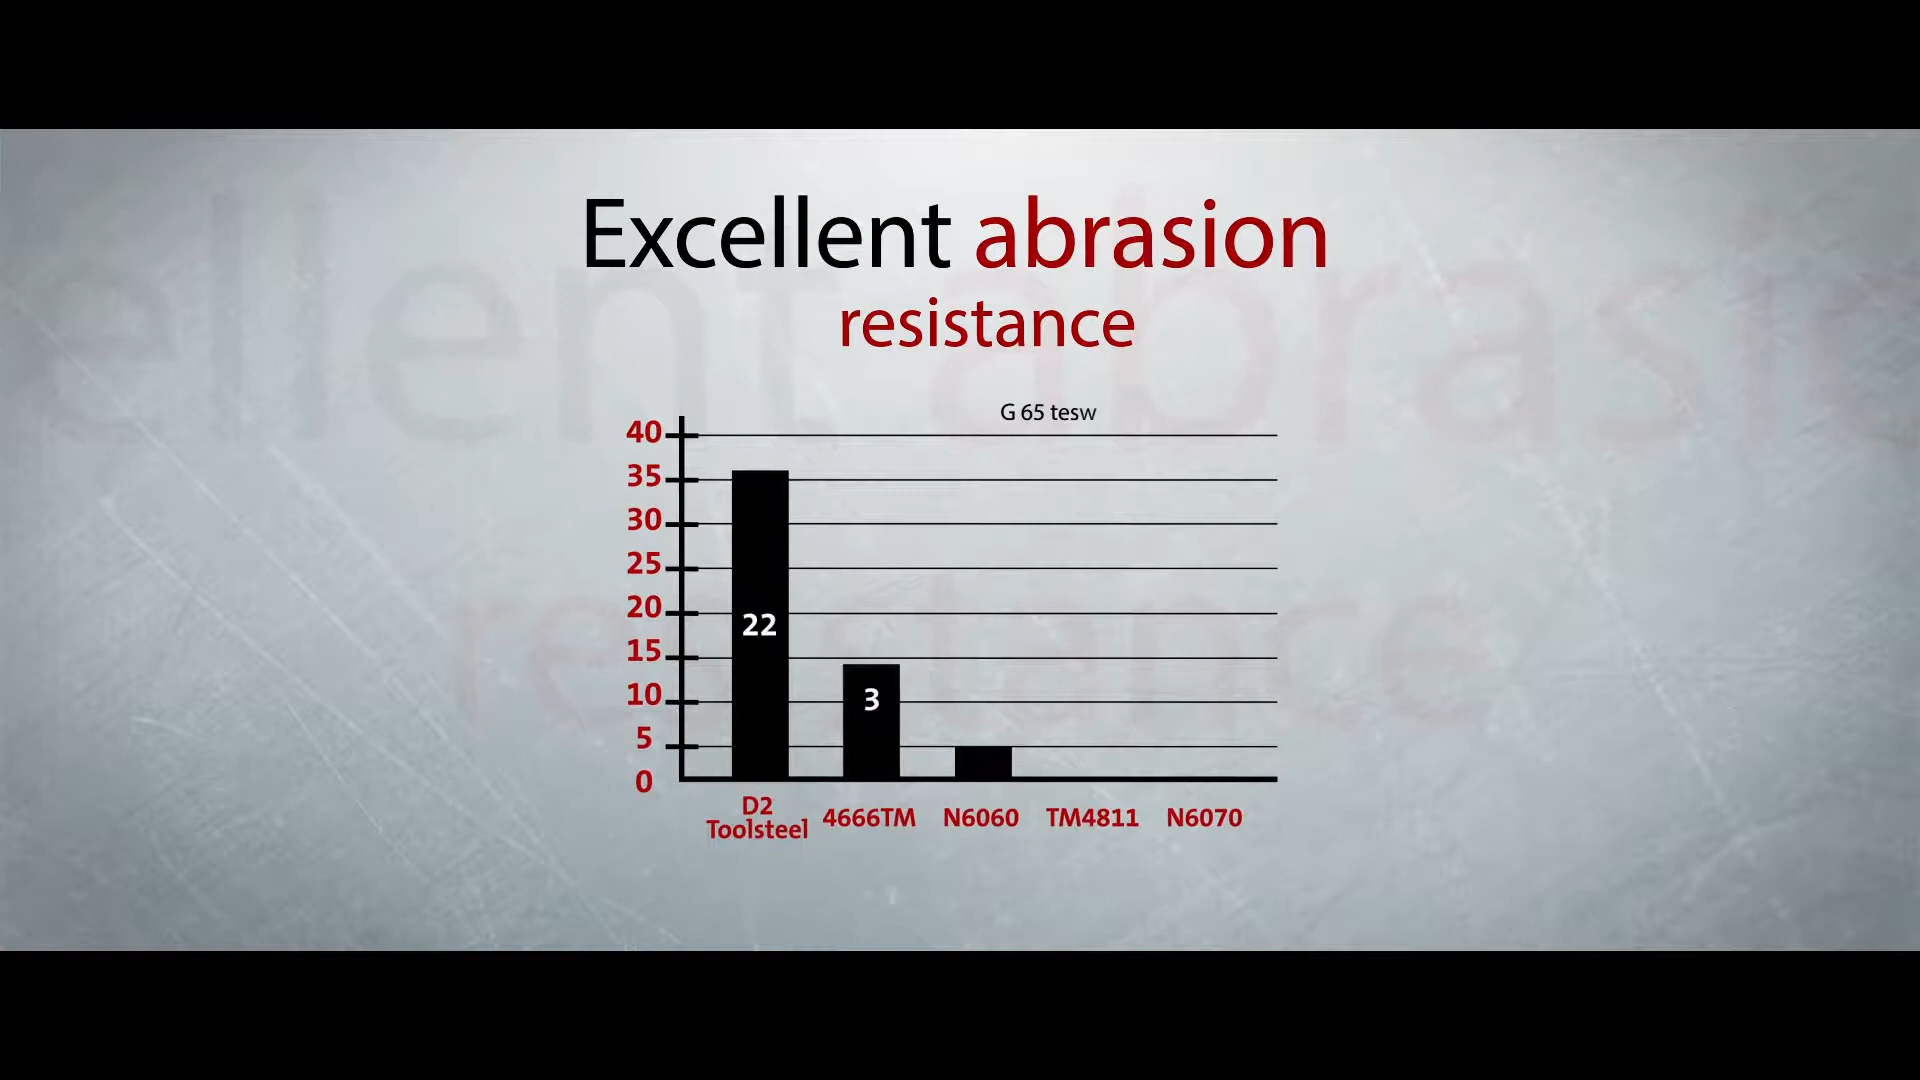 Excellent abrasion
resistance
G 65 tesw
40
35
30
25
20
15
10
5
0
22
3
D2
Toolsteel
4666TM
N6060
TM4811
N6070